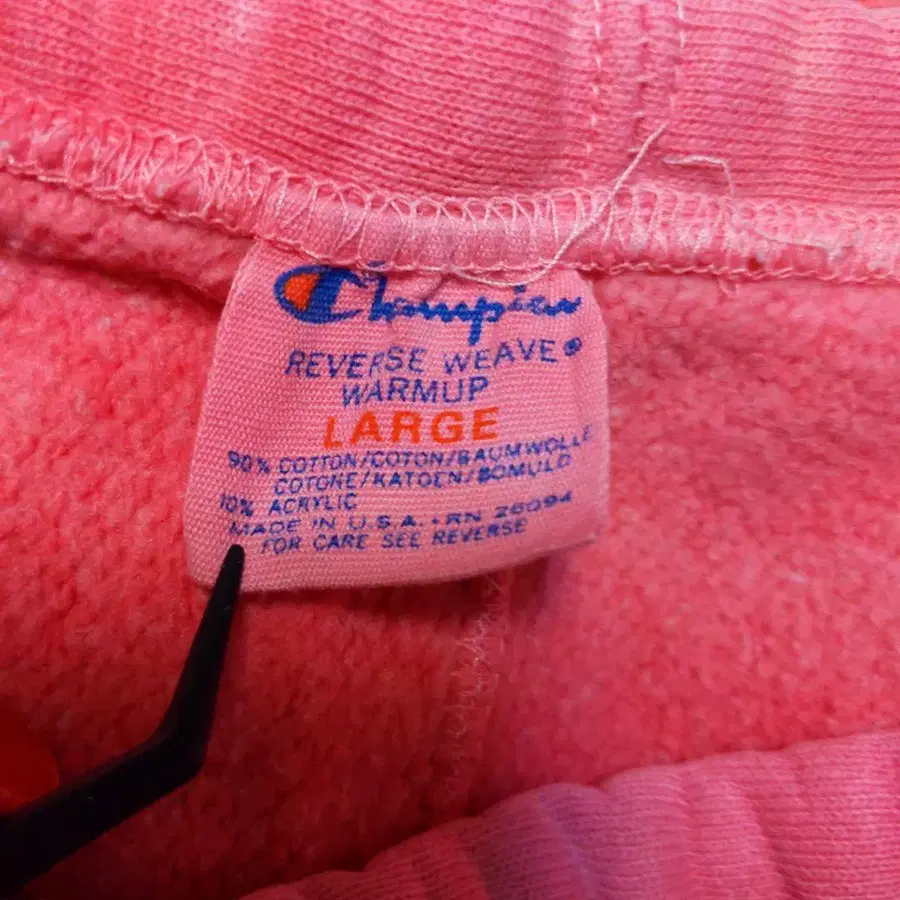 Champion
REVERSE WEAVE®
WARMUP
LARGE
90% COTTON/COTON/BAUMWOLLE
COTONE/KATOEN/BOMULD
10% ACRYLIC
MADE IN U.S.A. • RN 26094
FOR CARE SEE REVERSE